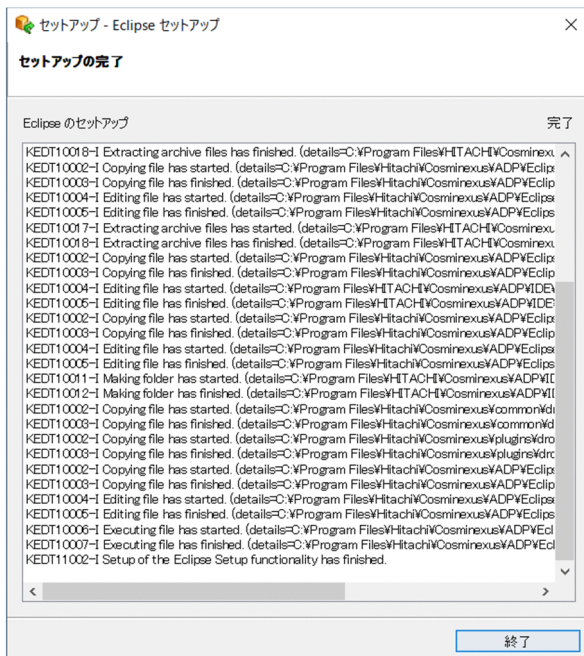 セットアップ - Eclipse セットアップ
セットアップの完了
Eclipse のセットアップ 完了
KEDT10018-I Extracting archive files has finished. (details=C:¥Program Files¥HITACHI¥Cosminexu
KEDT10002-I Copying file has started. (details=C:¥Program Files¥Hitachi¥Cosminexus¥ADP¥Eclips
KEDT10003-I Copying file has finished. (details=C:¥Program Files¥Hitachi¥Cosminexus¥ADP¥Eclip
KEDT10004-I Editing file has started. (details=C:¥Program Files¥Hitachi¥Cosminexus¥ADP¥Eclipse
KEDT10005-I Editing file has finished. (details=C:¥Program Files¥Hitachi¥Cosminexus¥ADP¥Eclips
KEDT10017-I Extracting archive files has started. (details=C:¥Program Files¥HITACHI¥Cosminexu
KEDT10018-I Extracting archive files has finished. (details=C:¥Program Files¥HITACHI¥Cosminexu
KEDT10002-I Copying file has started. (details=C:¥Program Files¥Hitachi¥Cosminexus¥ADP¥Eclips
KEDT10003-I Copying file has finished. (details=C:¥Program Files¥Hitachi¥Cosminexus¥ADP¥Eclip
KEDT10004-I Editing file has started. (details=C:¥Program Files¥HITACHI¥Cosminexus¥ADP¥IDE¥
KEDT10005-I Editing file has finished. (details=C:¥Program Files¥HITACHI¥Cosminexus¥ADP¥IDE
KEDT10002-I Copying file has started. (details=C:¥Program Files¥Hitachi¥Cosminexus¥ADP¥Eclips
KEDT10003-I Copying file has finished. (details=C:¥Program Files¥Hitachi¥Cosminexus¥ADP¥Eclip
KEDT10004-I Editing file has started. (details=C:¥Program Files¥Hitachi¥Cosminexus¥ADP¥Eclipse
KEDT10005-I Editing file has finished. (details=C:¥Program Files¥Hitachi¥Cosminexus¥ADP¥Eclips
KEDT10011-I Making folder has started. (details=C:¥Program Files¥HITACHI¥Cosminexus¥ADP¥ID
KEDT10012-I Making folder has finished. (details=C:¥Program Files¥HITACHI¥Cosminexus¥ADP¥II
KEDT10002-I Copying file has started. (details=C:¥Program Files¥Hitachi¥Cosminexus¥common¥dr
KEDT10003-I Copying file has finished. (details=C:¥Program Files¥Hitachi¥Cosminexus¥common¥d
KEDT10002-I Copying file has started. (details=C:¥Program Files¥Hitachi¥Cosminexus¥plugins¥dro
KEDT10003-I Copying file has finished. (details=C:¥Program Files¥Hitachi¥Cosminexus¥plugins¥dr
KEDT10002-I Copying file has started. (details=C:¥Program Files¥Hitachi¥Cosminexus¥ADP¥Eclips
KEDT10003-I Copying file has finished. (details=C:¥Program Files¥Hitachi¥Cosminexus¥ADP¥Eclip
KEDT10004-I Editing file has started. (details=C:¥Program Files¥Hitachi¥Cosminexus¥ADP¥Eclipse
KEDT10005-I Editing file has finished. (details=C:¥Program Files¥Hitachi¥Cosminexus¥ADP¥Eclips
KEDT10006-I Executing file has started. (details=C:¥Program Files¥Hitachi¥Cosminexus¥ADP¥Ecl
KEDT10007-I Executing file has finished. (details=C:¥Program Files¥Hitachi¥Cosminexus¥ADP¥Ecl
KEDT11002-I Setup of the Eclipse Setup functionality has finished.
終了